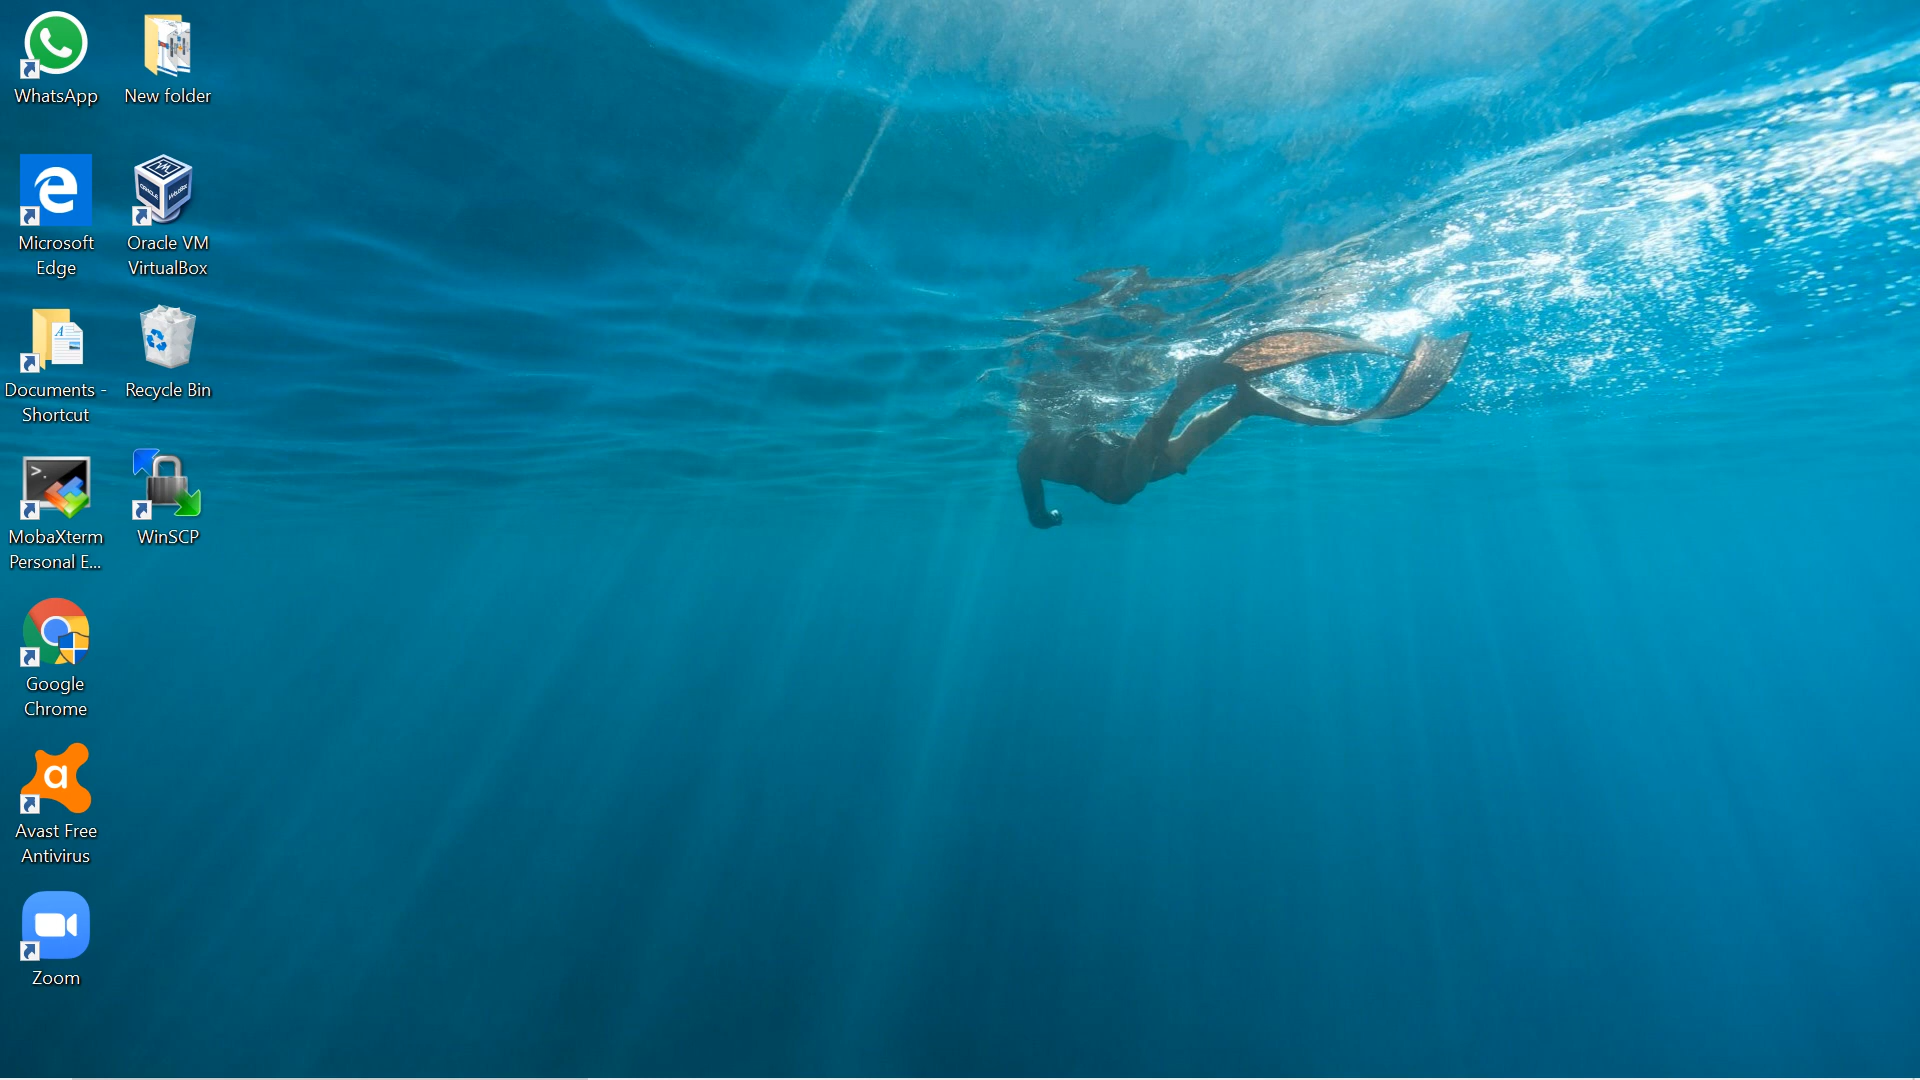 WhatsApp
New folder
Microsoft
Edge
Oracle VM
VirtualBox
Documents -
Shortcut
Recycle Bin
MobaXterm
Personal E...
WinSCP
Google
Chrome
Avast Free
Antivirus
Zoom